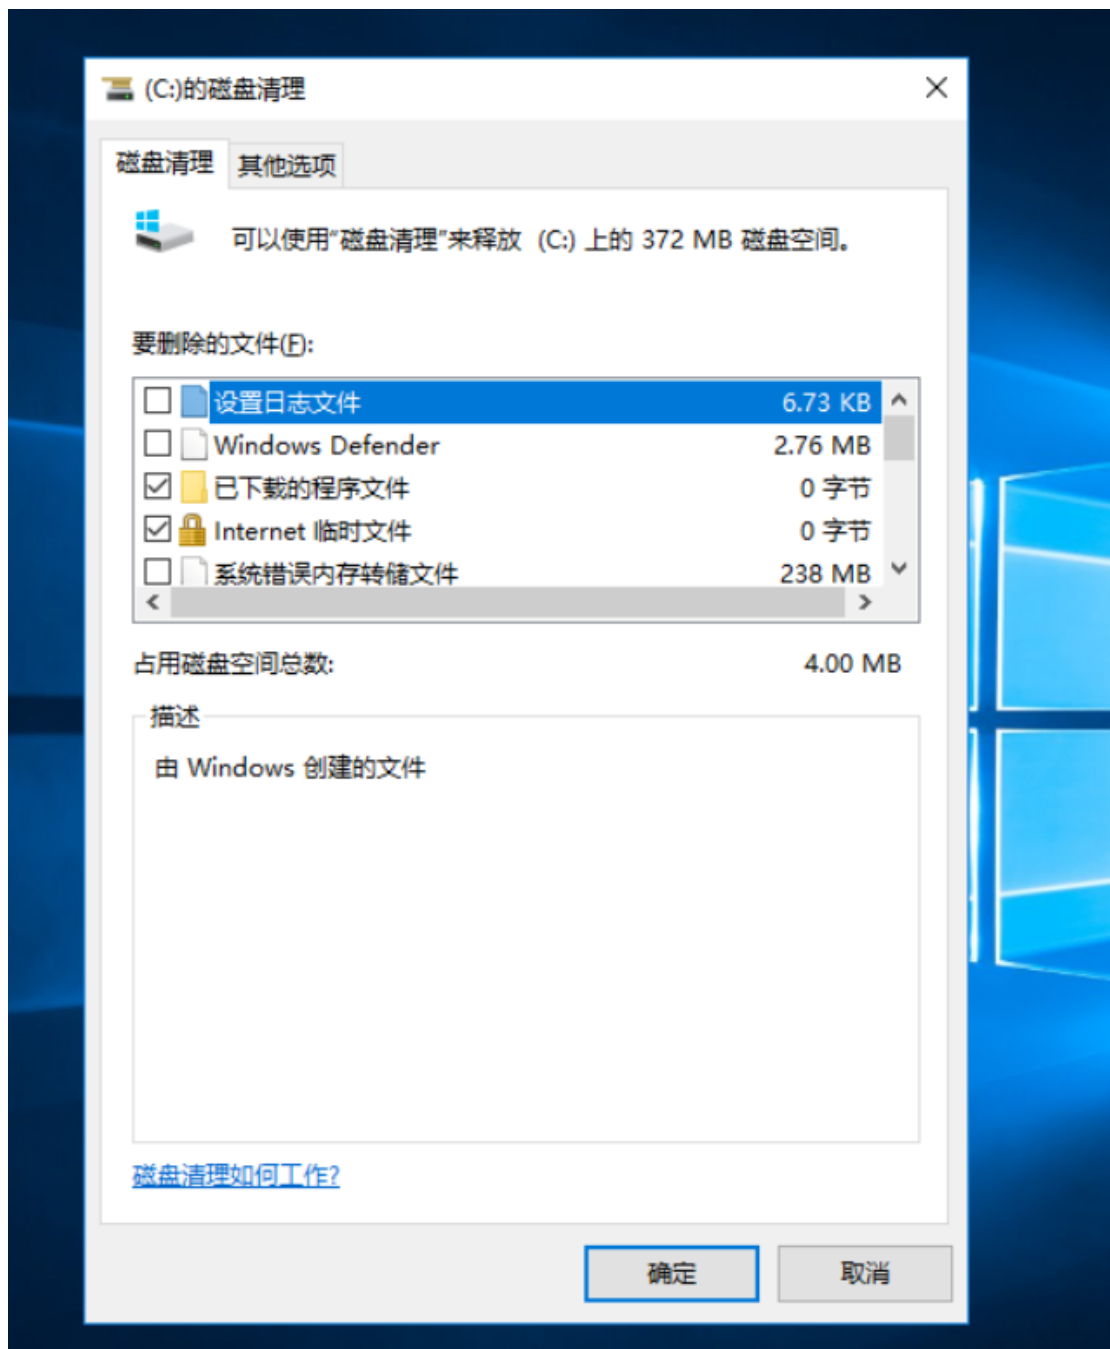 (C:)的磁盘清理
磁盘清理 其他选项
可以使用“磁盘清理”来释放 (C:) 上的 372 MB 磁盘空间。
要删除的文件(F):
设置日志文件 6.73 KB
Windows Defender 2.76 MB
已下载的程序文件 0 字节
Internet 临时文件 0 字节
系统错误内存转储文件 238 MB
占用磁盘空间总数: 4.00 MB
描述
由 Windows 创建的文件
磁盘清理如何工作?
确定 取消